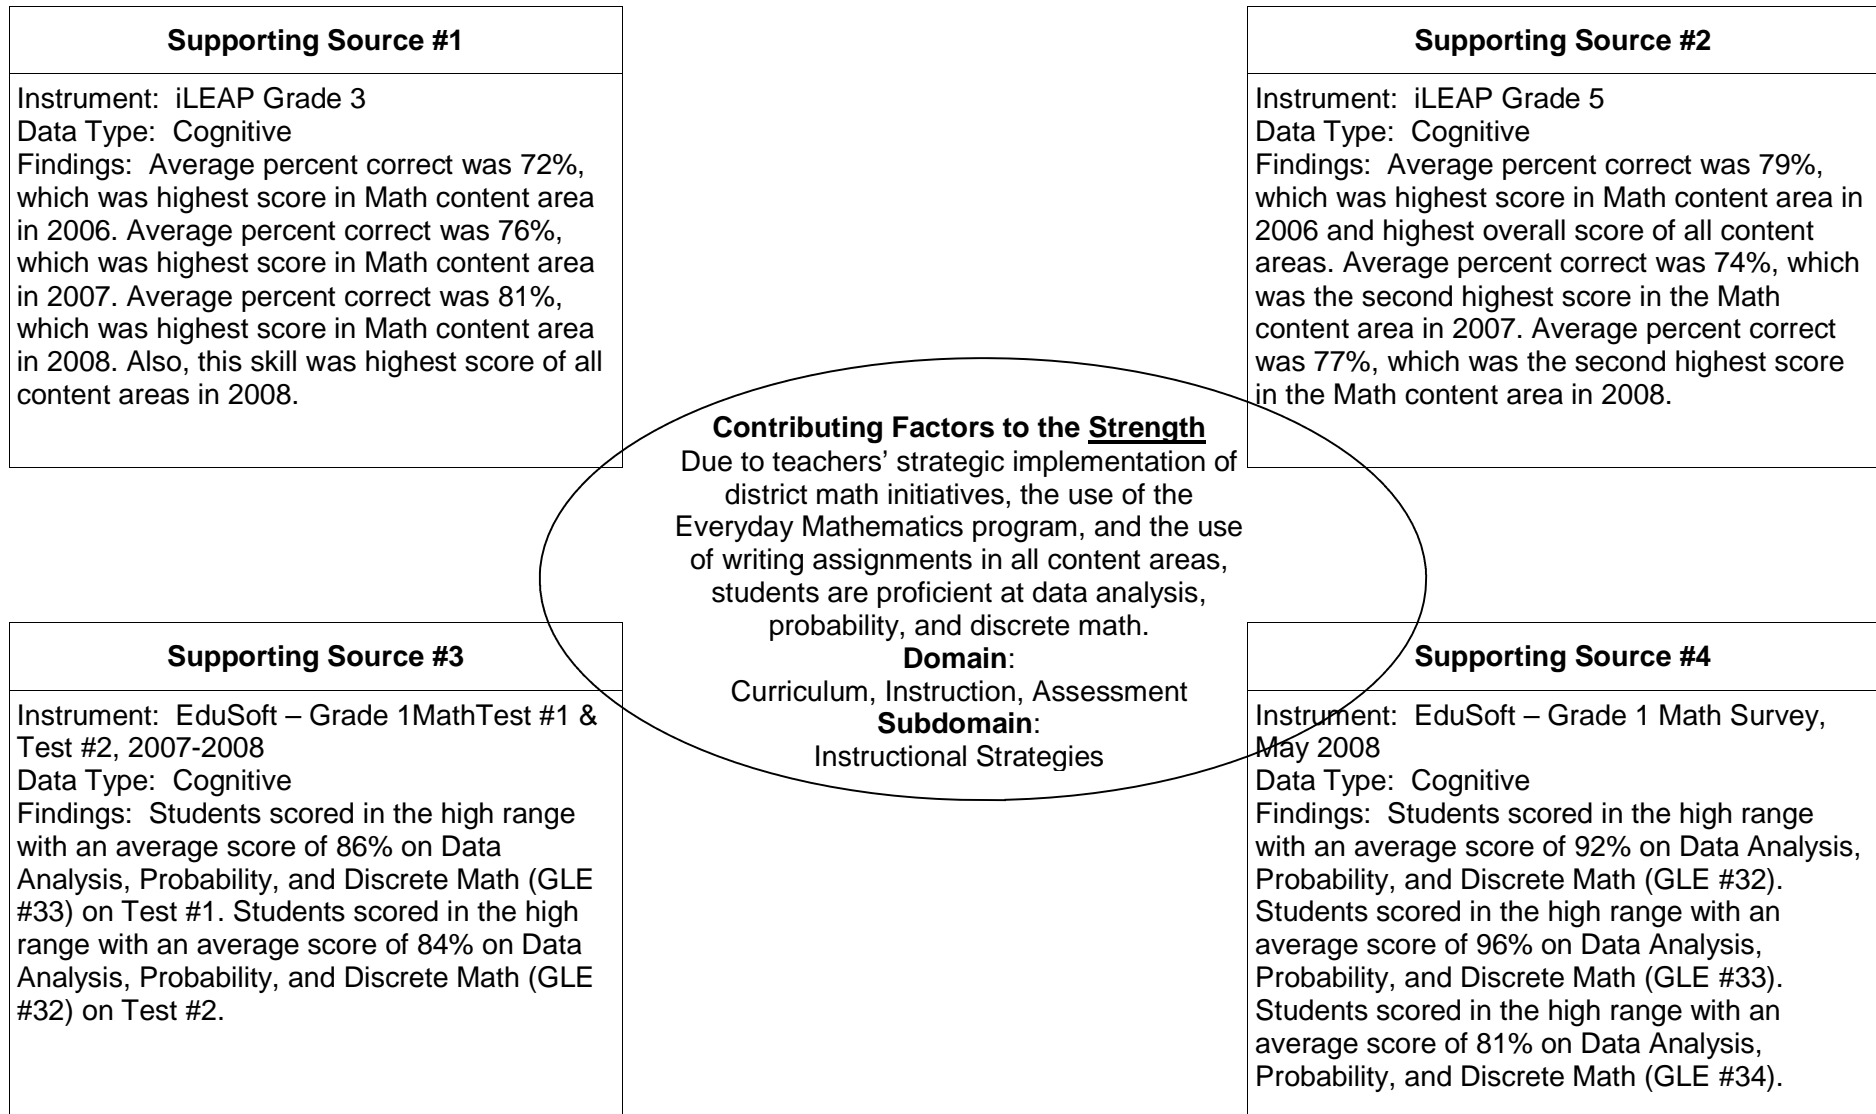 Supporting Source #1
Instrument:  iLEAP Grade 3
Data Type:  Cognitive
Findings:  Average percent correct was 72%,
which was highest score in Math content area
in 2006. Average percent correct was 76%,
which was highest score in Math content area
in 2007. Average percent correct was 81%,
which was highest score in Math content area
in 2008. Also, this skill was highest score of all
content areas in 2008.
Supporting Source #2
Instrument:  iLEAP Grade 5
Data Type:  Cognitive
Findings:  Average percent correct was 79%,
which was highest score in Math content area in
2006 and highest overall score of all content
areas. Average percent correct was 74%, which
was the second highest score in the Math
content area in 2007. Average percent correct
was 77%, which was the second highest score
in the Math content area in 2008.
Contributing Factors to the Strength
Due to teachers’ strategic implementation of
district math initiatives, the use of the
Everyday Mathematics program, and the use
of writing assignments in all content areas,
students are proficient at data analysis,
probability, and discrete math.
Domain:
Curriculum, Instruction, Assessment
Subdomain:
Instructional Strategies
Supporting Source #3
Instrument:  EduSoft – Grade 1MathTest #1 &
Test #2, 2007-2008
Data Type:  Cognitive
Findings:  Students scored in the high range
with an average score of 86% on Data
Analysis, Probability, and Discrete Math (GLE
#33) on Test #1. Students scored in the high
range with an average score of 84% on Data
Analysis, Probability, and Discrete Math (GLE
#32) on Test #2.
Supporting Source #4
Instrument:  EduSoft – Grade 1 Math Survey,
May 2008
Data Type:  Cognitive
Findings:  Students scored in the high range
with an average score of 92% on Data Analysis,
Probability, and Discrete Math (GLE #32).
Students scored in the high range with an
average score of 96% on Data Analysis,
Probability, and Discrete Math (GLE #33).
Students scored in the high range with an
average score of 81% on Data Analysis,
Probability, and Discrete Math (GLE #34).